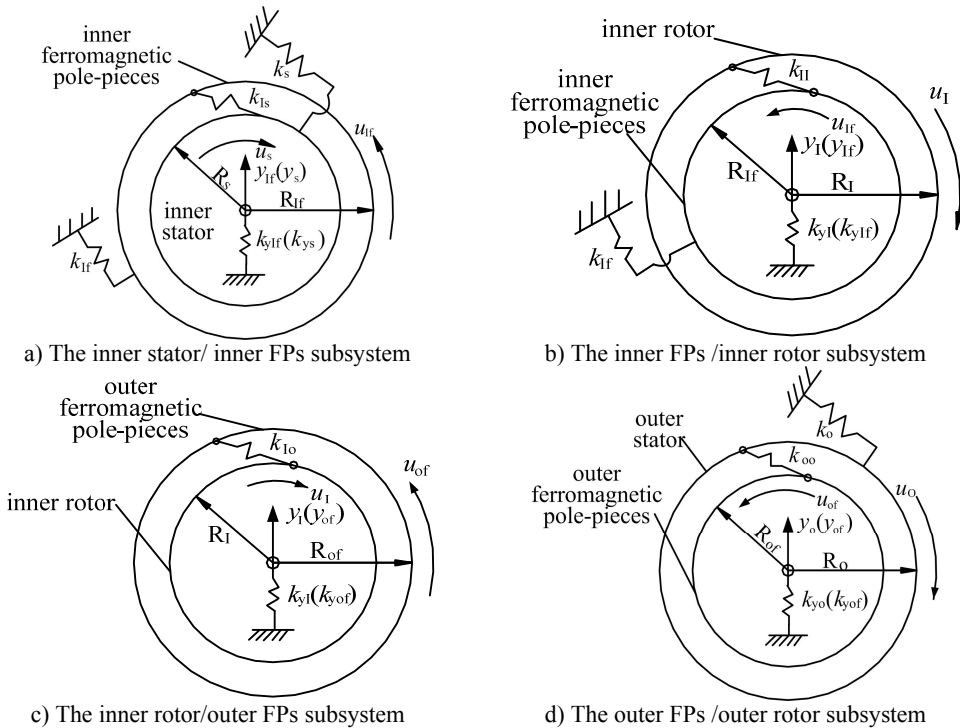 inner
ferromagnetic
pole-pieces
k_s
k_Is
u_If
u_s
y_If(y_s)
R_s
R_If
inner
stator
k_yIf(k_ys)
k_If
a) The inner stator/ inner FPs subsystem
inner rotor
inner
ferromagnetic
pole-pieces
k_II
u_I
u_If
y_I(y_If)
R_If
R_I
k_yI(k_yIf)
k_If
b) The inner FPs /inner rotor subsystem
outer
ferromagnetic
pole-pieces
k_Io
u_of
inner rotor
u_I
y_I(y_of)
R_I
R_of
k_yI(k_yof)
c) The inner rotor/outer FPs subsystem
outer
stator
k_o
k_oo
outer
ferromagnetic
pole-pieces
u_of
u_O
y_o(y_of)
R_of
R_o
k_yo(k_yof)
d) The outer FPs /outer rotor subsystem